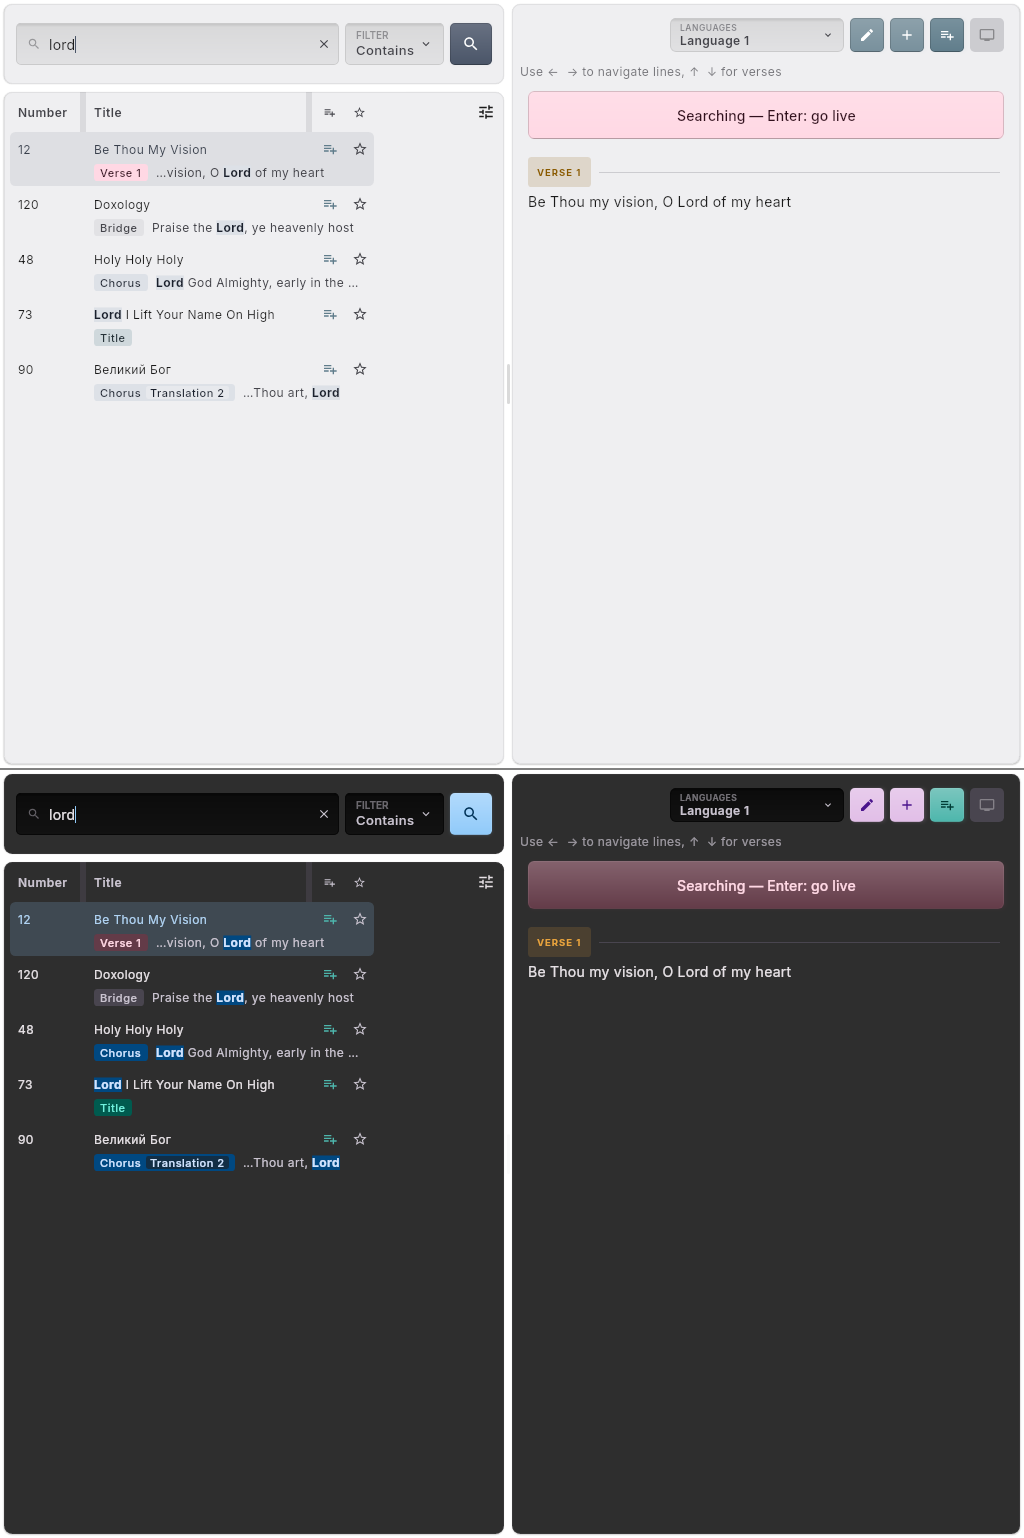 lord
FILTER
Contains
Number Title
12 Be Thou My Vision
Verse 1 ...vision, O Lord of my heart
120 Doxology
Bridge Praise the Lord, ye heavenly host
48 Holy Holy Holy
Chorus Lord God Almighty, early in the ...
73 Lord I Lift Your Name On High
Title
90 Великий Бог
Chorus Translation 2 ...Thou art, Lord
LANGUAGES
Language 1
Use ← → to navigate lines, ↑ ↓ for verses
Searching — Enter: go live
VERSE 1
Be Thou my vision, O Lord of my heart
lord
FILTER
Contains
Number Title
12 Be Thou My Vision
Verse 1 ...vision, O Lord of my heart
120 Doxology
Bridge Praise the Lord, ye heavenly host
48 Holy Holy Holy
Chorus Lord God Almighty, early in the ...
73 Lord I Lift Your Name On High
Title
90 Великий Бог
Chorus Translation 2 ...Thou art, Lord
LANGUAGES
Language 1
Use ← → to navigate lines, ↑ ↓ for verses
Searching — Enter: go live
VERSE 1
Be Thou my vision, O Lord of my heart